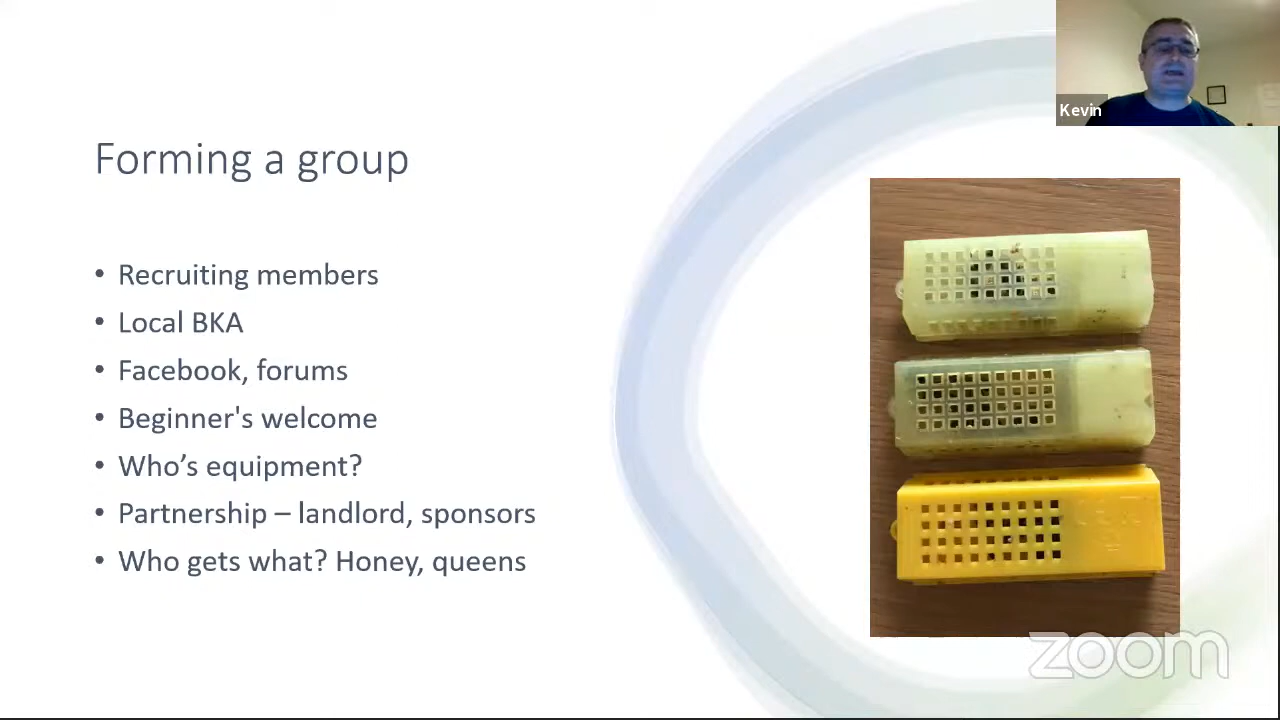 Kevin
Forming a group
• Recruiting members
• Local BKA
• Facebook, forums
• Beginner's welcome
• Who’s equipment?
• Partnership – landlord, sponsors
• Who gets what? Honey, queens
zoom